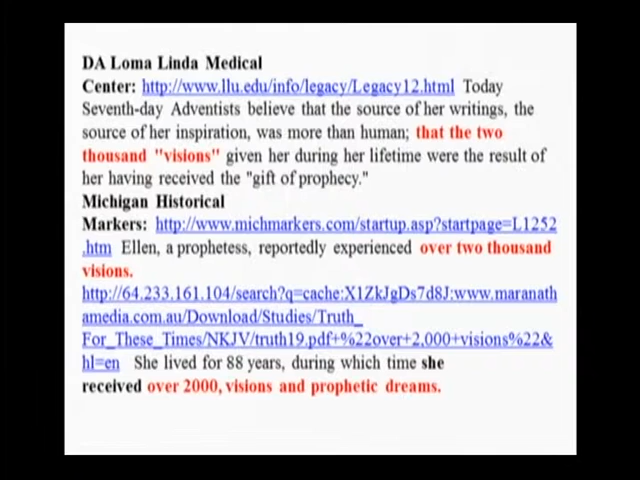 DA Loma Linda Medical
Center: http://www.llu.edu/info/legacy/Legacy12.html Today
Seventh-day Adventists believe that the source of her writings, the
source of her inspiration, was more than human; that the two
thousand "visions" given her during her lifetime were the result of
her having received the "gift of prophecy."
Michigan Historical
Markers: http://www.michmarkers.com/startup.asp?startpage=L1252
.htm Ellen, a prophetess, reportedly experienced over two thousand
visions.
http://64.233.161.104/search?q=cache:X1ZkJgDs7d8J:www.maranath
amedia.com.au/Download/Studies/Truth_
For_These_Times/NKJV/truth19.pdf+%22over+2,000+visions%22&
hl=en She lived for 88 years, during which time she
received over 2000, visions and prophetic dreams.